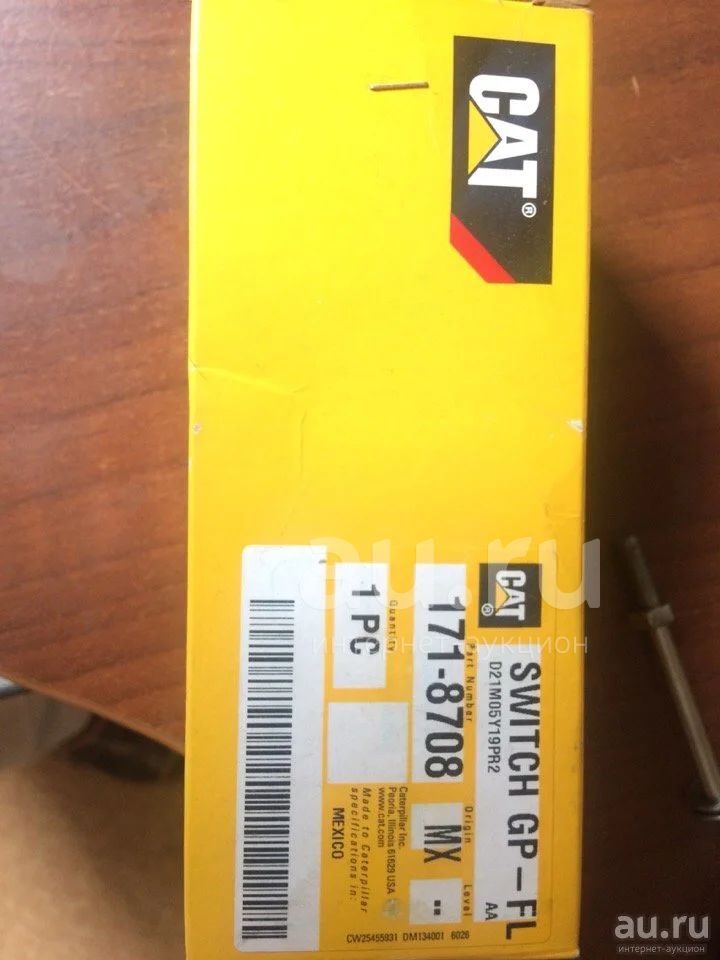 CAT®
CAT®
SWITCH GP-FL
D21M05Y19PR2
AA
Part Number
Origin
Level
171-8708
MX
Quantity
1 PC
Caterpillar Inc.
Peoria, Illinois 61629 USA
www.cat.com
Made to Caterpillar
specifications in:
MEXICO
CW25455931 DM134001 6026
au.ru
интернет-аукцион
au.ru
интернет-аукцион